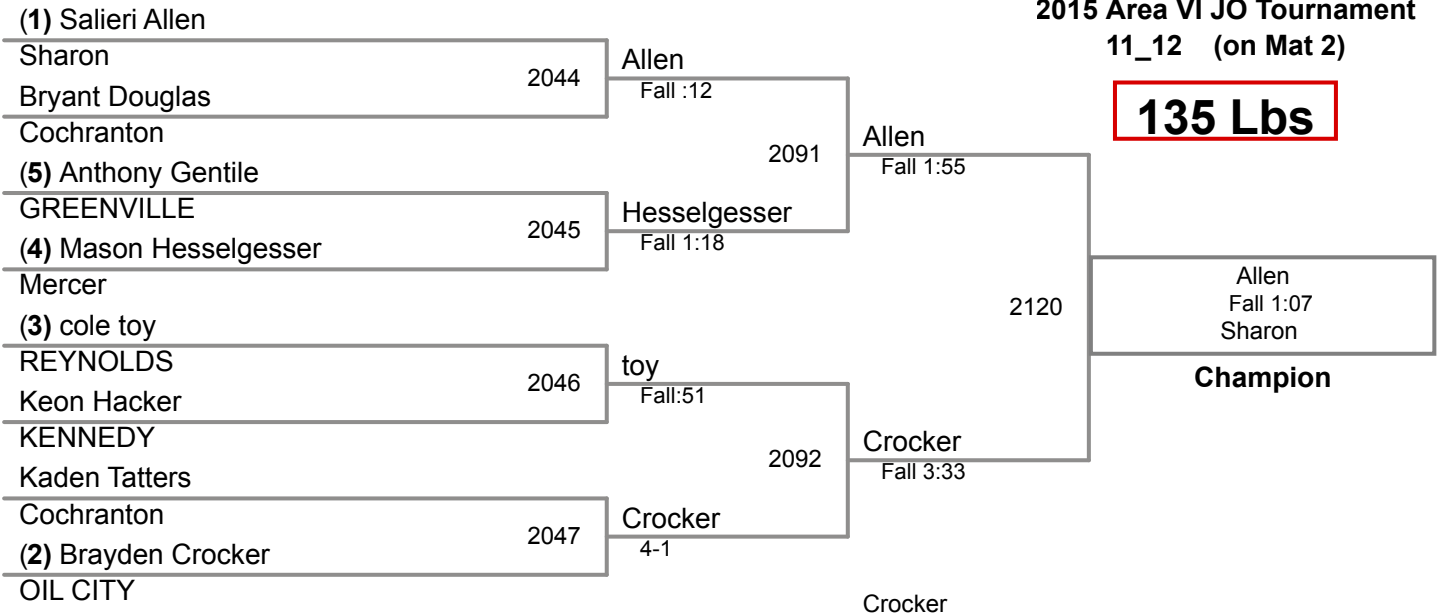 2015 Area VI JO Tournament
11_12 (on Mat 2)
135 Lbs
(1) Salieri Allen
Sharon
Bryant Douglas
Cochranton
(5) Anthony Gentile
GREENVILLE
(4) Mason Hesselgesser
Mercer
(3) cole toy
REYNOLDS
Keon Hacker
KENNEDY
Kaden Tatters
Cochranton
(2) Brayden Crocker
OIL CITY
2044
2045
2046
2047
Allen
Fall :12
Hesselgesser
Fall 1:18
toy
Fall:51
Crocker
4-1
2091
2092
Allen
Fall 1:55
Crocker
Fall 3:33
Crocker
2120
Allen
Fall 1:07
Sharon
Champion